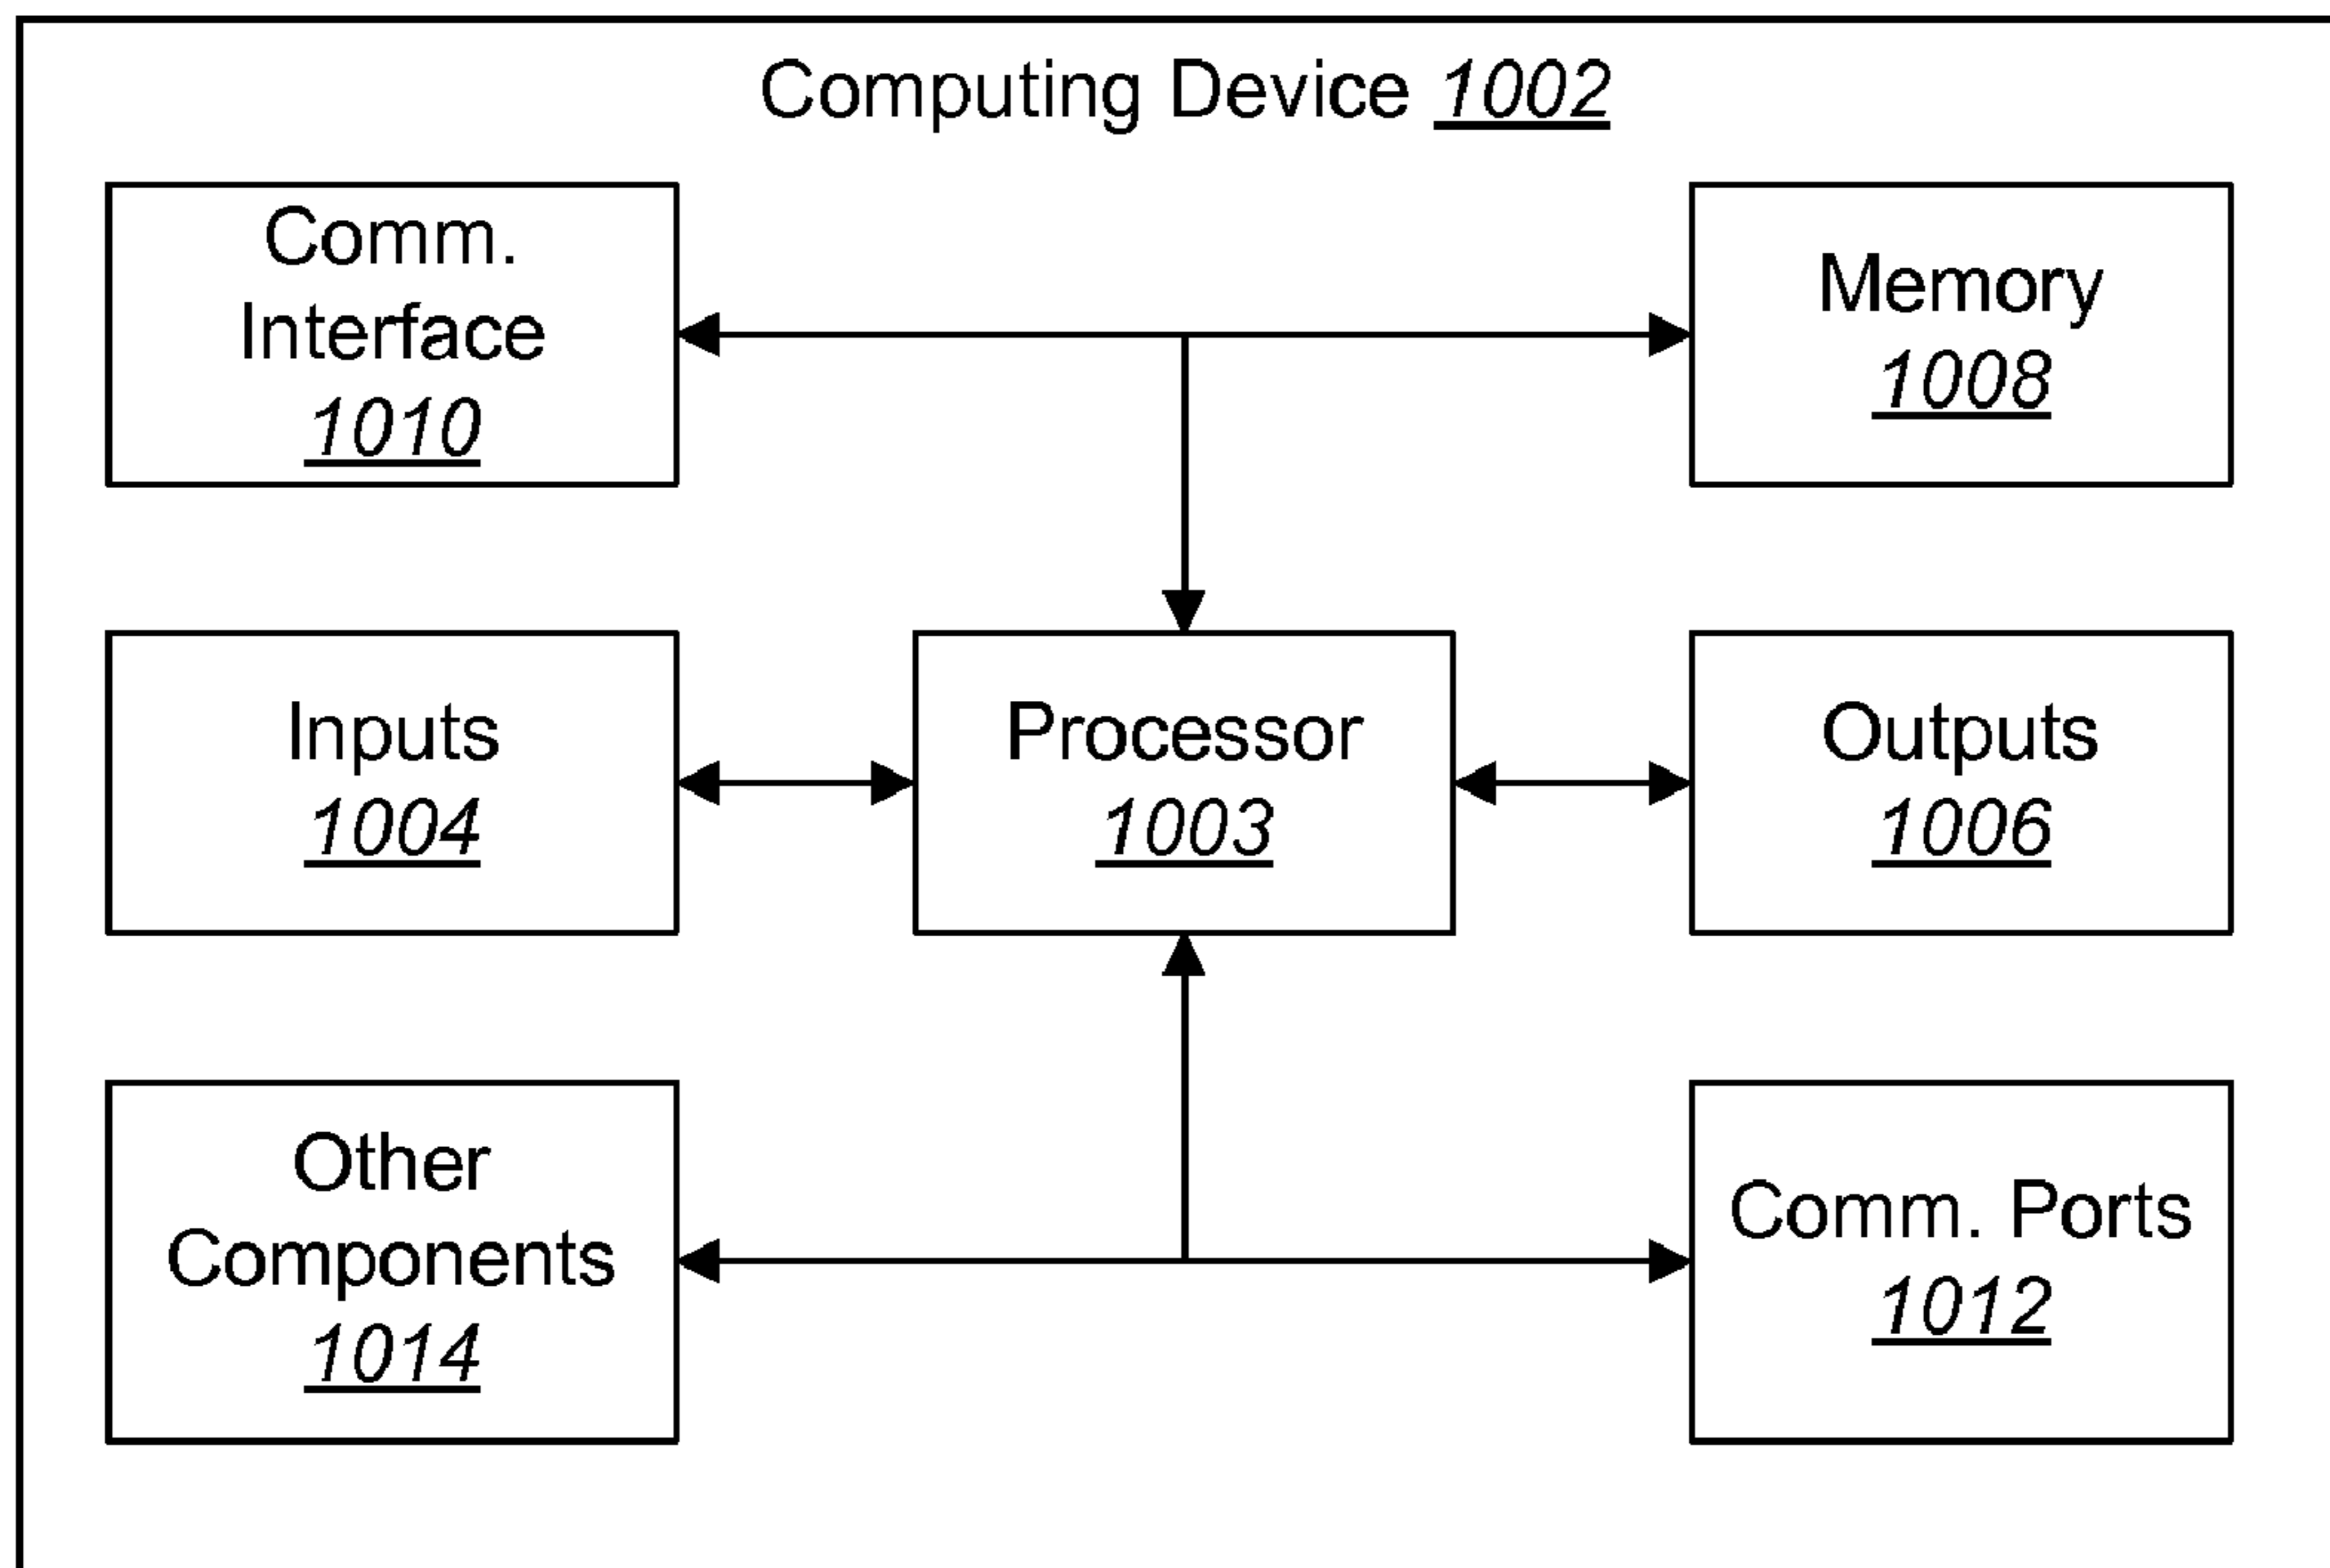 Computing Device 1002
Comm.
Interface
1010
Memory
1008
Inputs
1004
Processor
1003
Outputs
1006
Other
Components
1014
Comm. Ports
1012